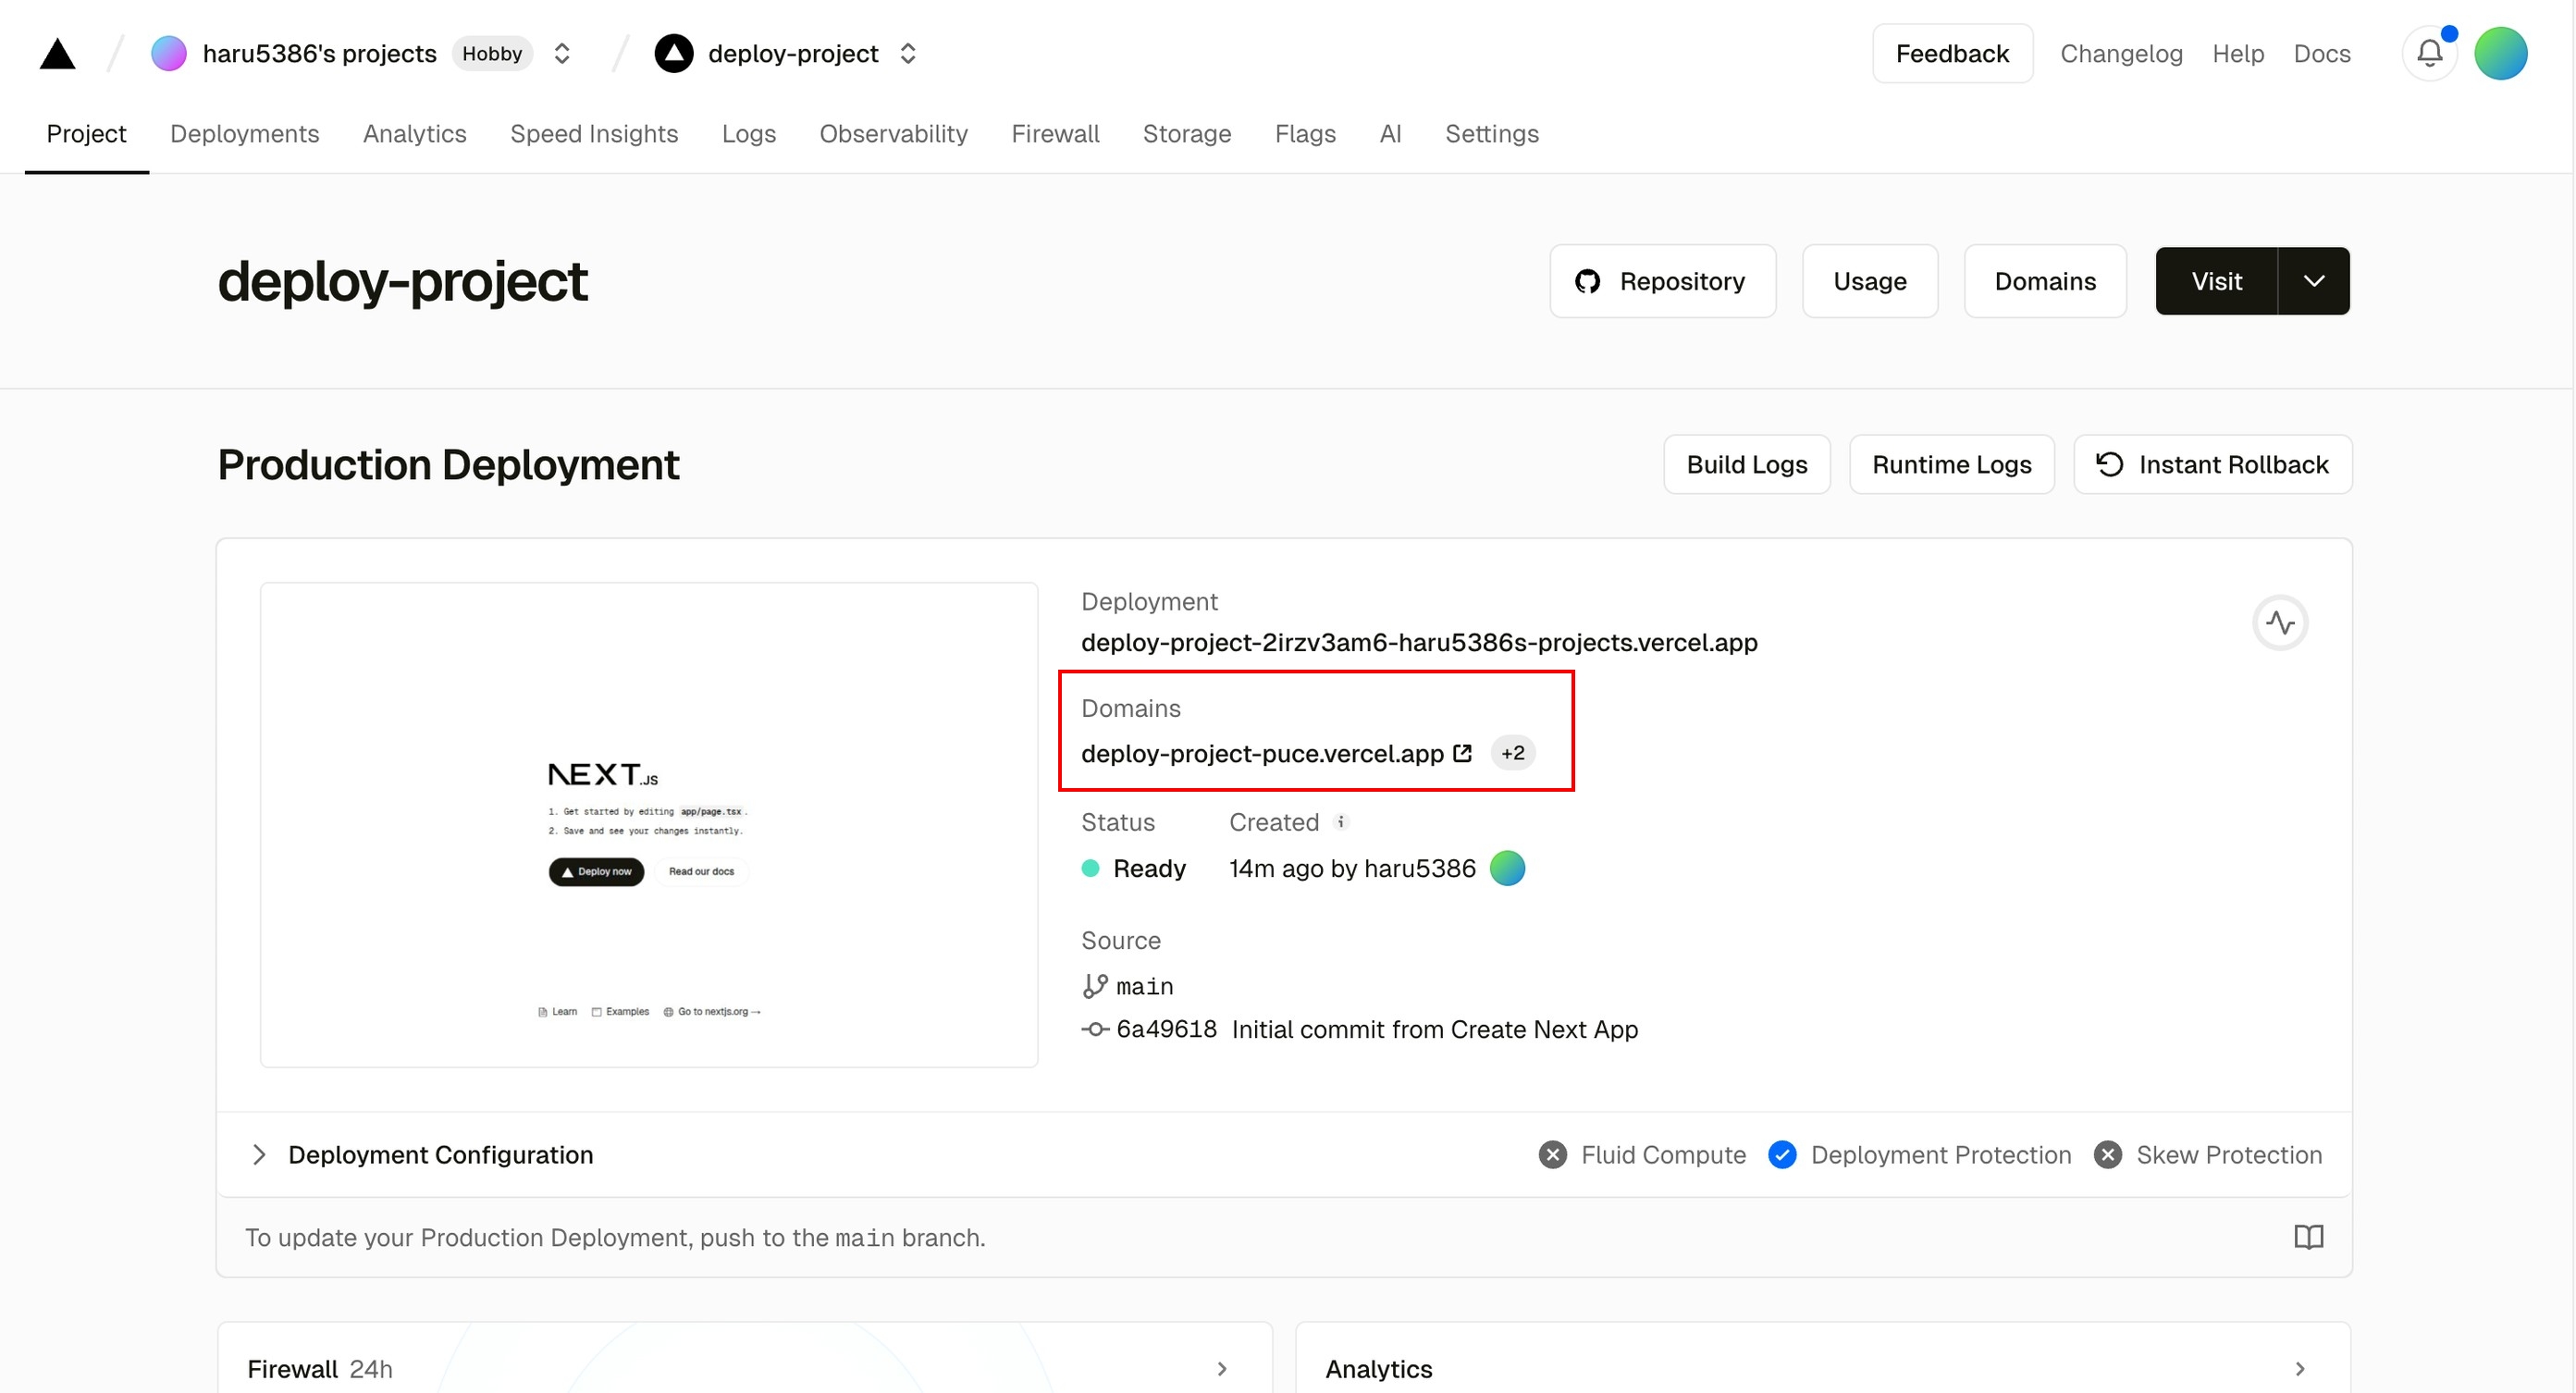 haru5386's projects Hobby deploy-project Feedback Changelog Help Docs
Project Deployments Analytics Speed Insights Logs Observability Firewall Storage Flags AI Settings
deploy-project Repository Usage Domains Visit
Production Deployment Build Logs Runtime Logs Instant Rollback
Deployment
deploy-project-2irzv3am6-haru5386s-projects.vercel.app
Domains
deploy-project-puce.vercel.app +2
Status Created
Ready 14m ago by haru5386
Source
main
6a49618 Initial commit from Create Next App
NEXT.JS
1. Get started by editing app/page.tsx.
2. Save and see your changes instantly.
Deploy now Read our docs
Learn Examples Go to nextjs.org →
Deployment Configuration Fluid Compute Deployment Protection Skew Protection
To update your Production Deployment, push to the main branch.
Firewall 24h Analytics